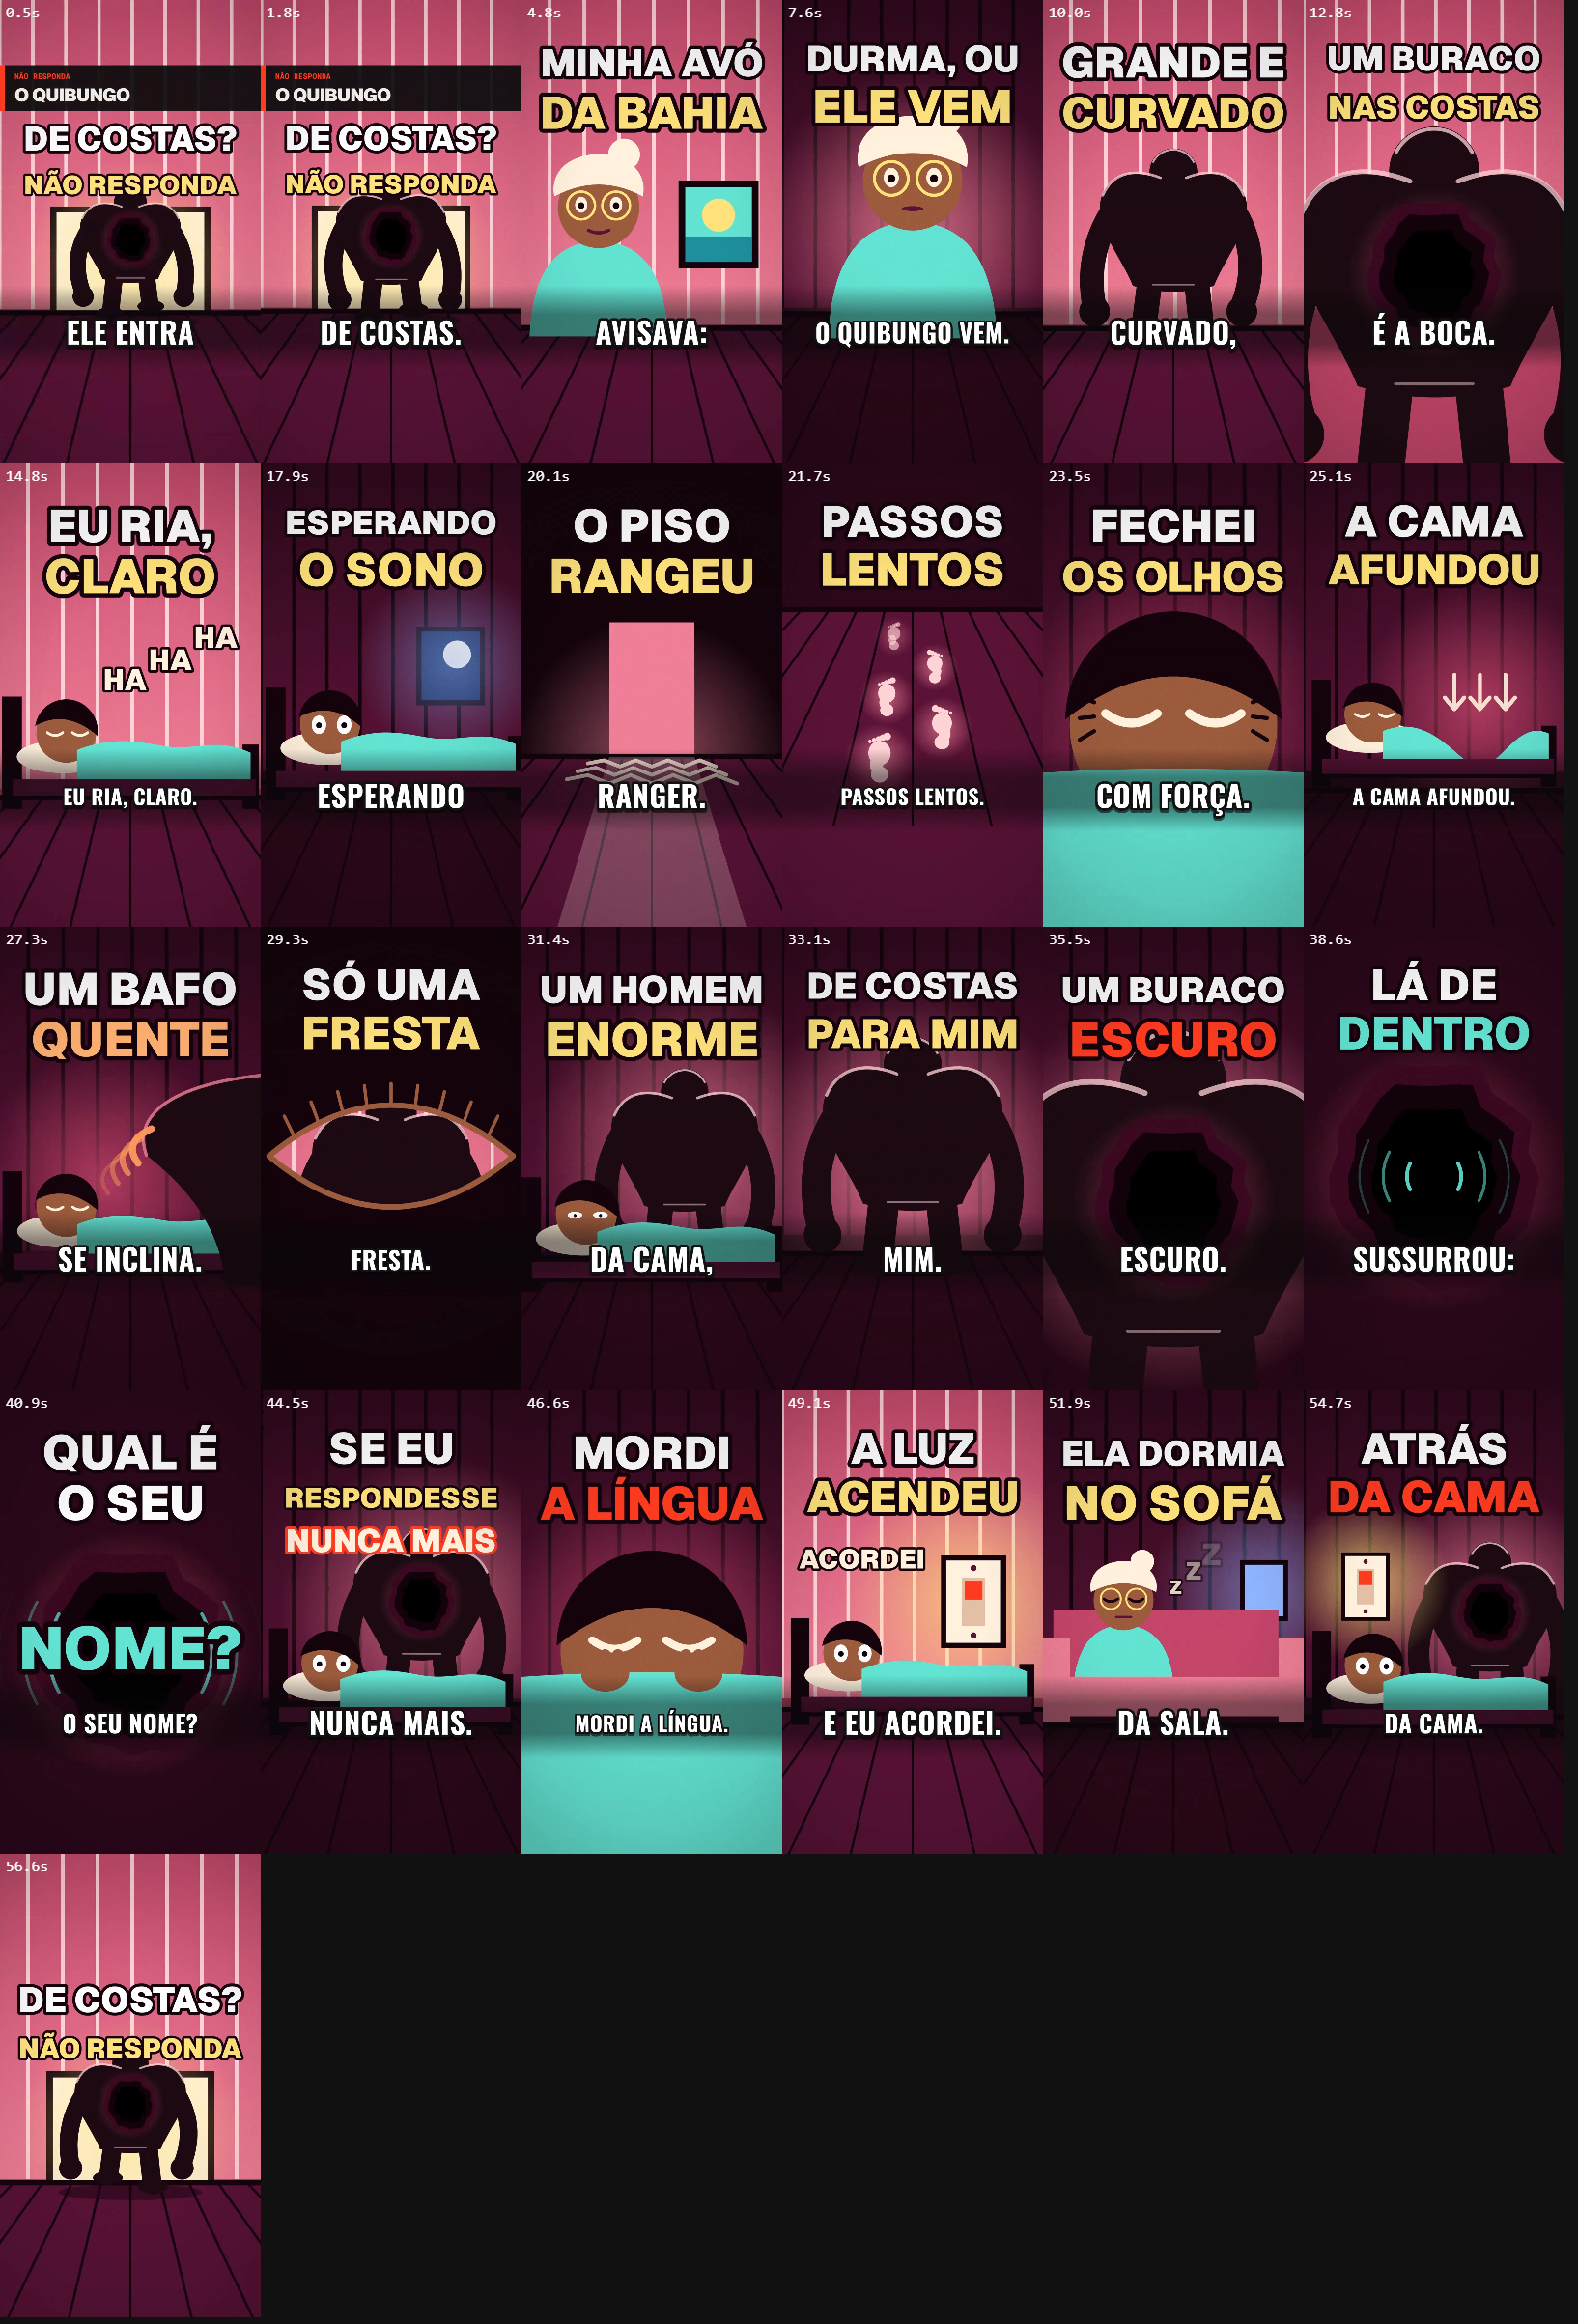 0.5s
NÃO RESPONDA
O QUIBUNGO
DE COSTAS?
NÃO RESPONDA
ELE ENTRA
1.8s
NÃO RESPONDA
O QUIBUNGO
DE COSTAS?
NÃO RESPONDA
DE COSTAS.
4.8s
MINHA AVÓ
DA BAHIA
AVISAVA:
7.6s
DURMA, OU
ELE VEM
O QUIBUNGO VEM.
10.0s
GRANDE E
CURVADO
CURVADO,
12.8s
UM BURACO
NAS COSTAS
É A BOCA.
14.8s
EU RIA,
CLARO
HA
HA
HA
EU RIA, CLARO.
17.9s
ESPERANDO
O SONO
ESPERANDO
20.1s
O PISO
RANGEU
RANGER.
21.7s
PASSOS
LENTOS
PASSOS LENTOS.
23.5s
FECHEI
OS OLHOS
COM FORÇA.
25.1s
A CAMA
AFUNDOU
A CAMA AFUNDOU.
27.3s
UM BAFO
QUENTE
SE INCLINA.
29.3s
SÓ UMA
FRESTA
FRESTA.
31.4s
UM HOMEM
ENORME
DA CAMA,
33.1s
DE COSTAS
PARA MIM
MIM.
35.5s
UM BURACO
ESCURO
ESCURO.
38.6s
LÁ DE
DENTRO
SUSSURROU:
40.9s
QUAL É
O SEU
NOME?
O SEU NOME?
44.5s
SE EU
RESPONDESSE
NUNCA MAIS
NUNCA MAIS.
46.6s
MORDI
A LÍNGUA
MORDI A LÍNGUA.
49.1s
A LUZ
ACENDEU
ACORDEI
E EU ACORDEI.
51.9s
ELA DORMIA
NO SOFÁ
Z
Z
Z
DA SALA.
54.7s
ATRÁS
DA CAMA
DA CAMA.
56.6s
DE COSTAS?
NÃO RESPONDA